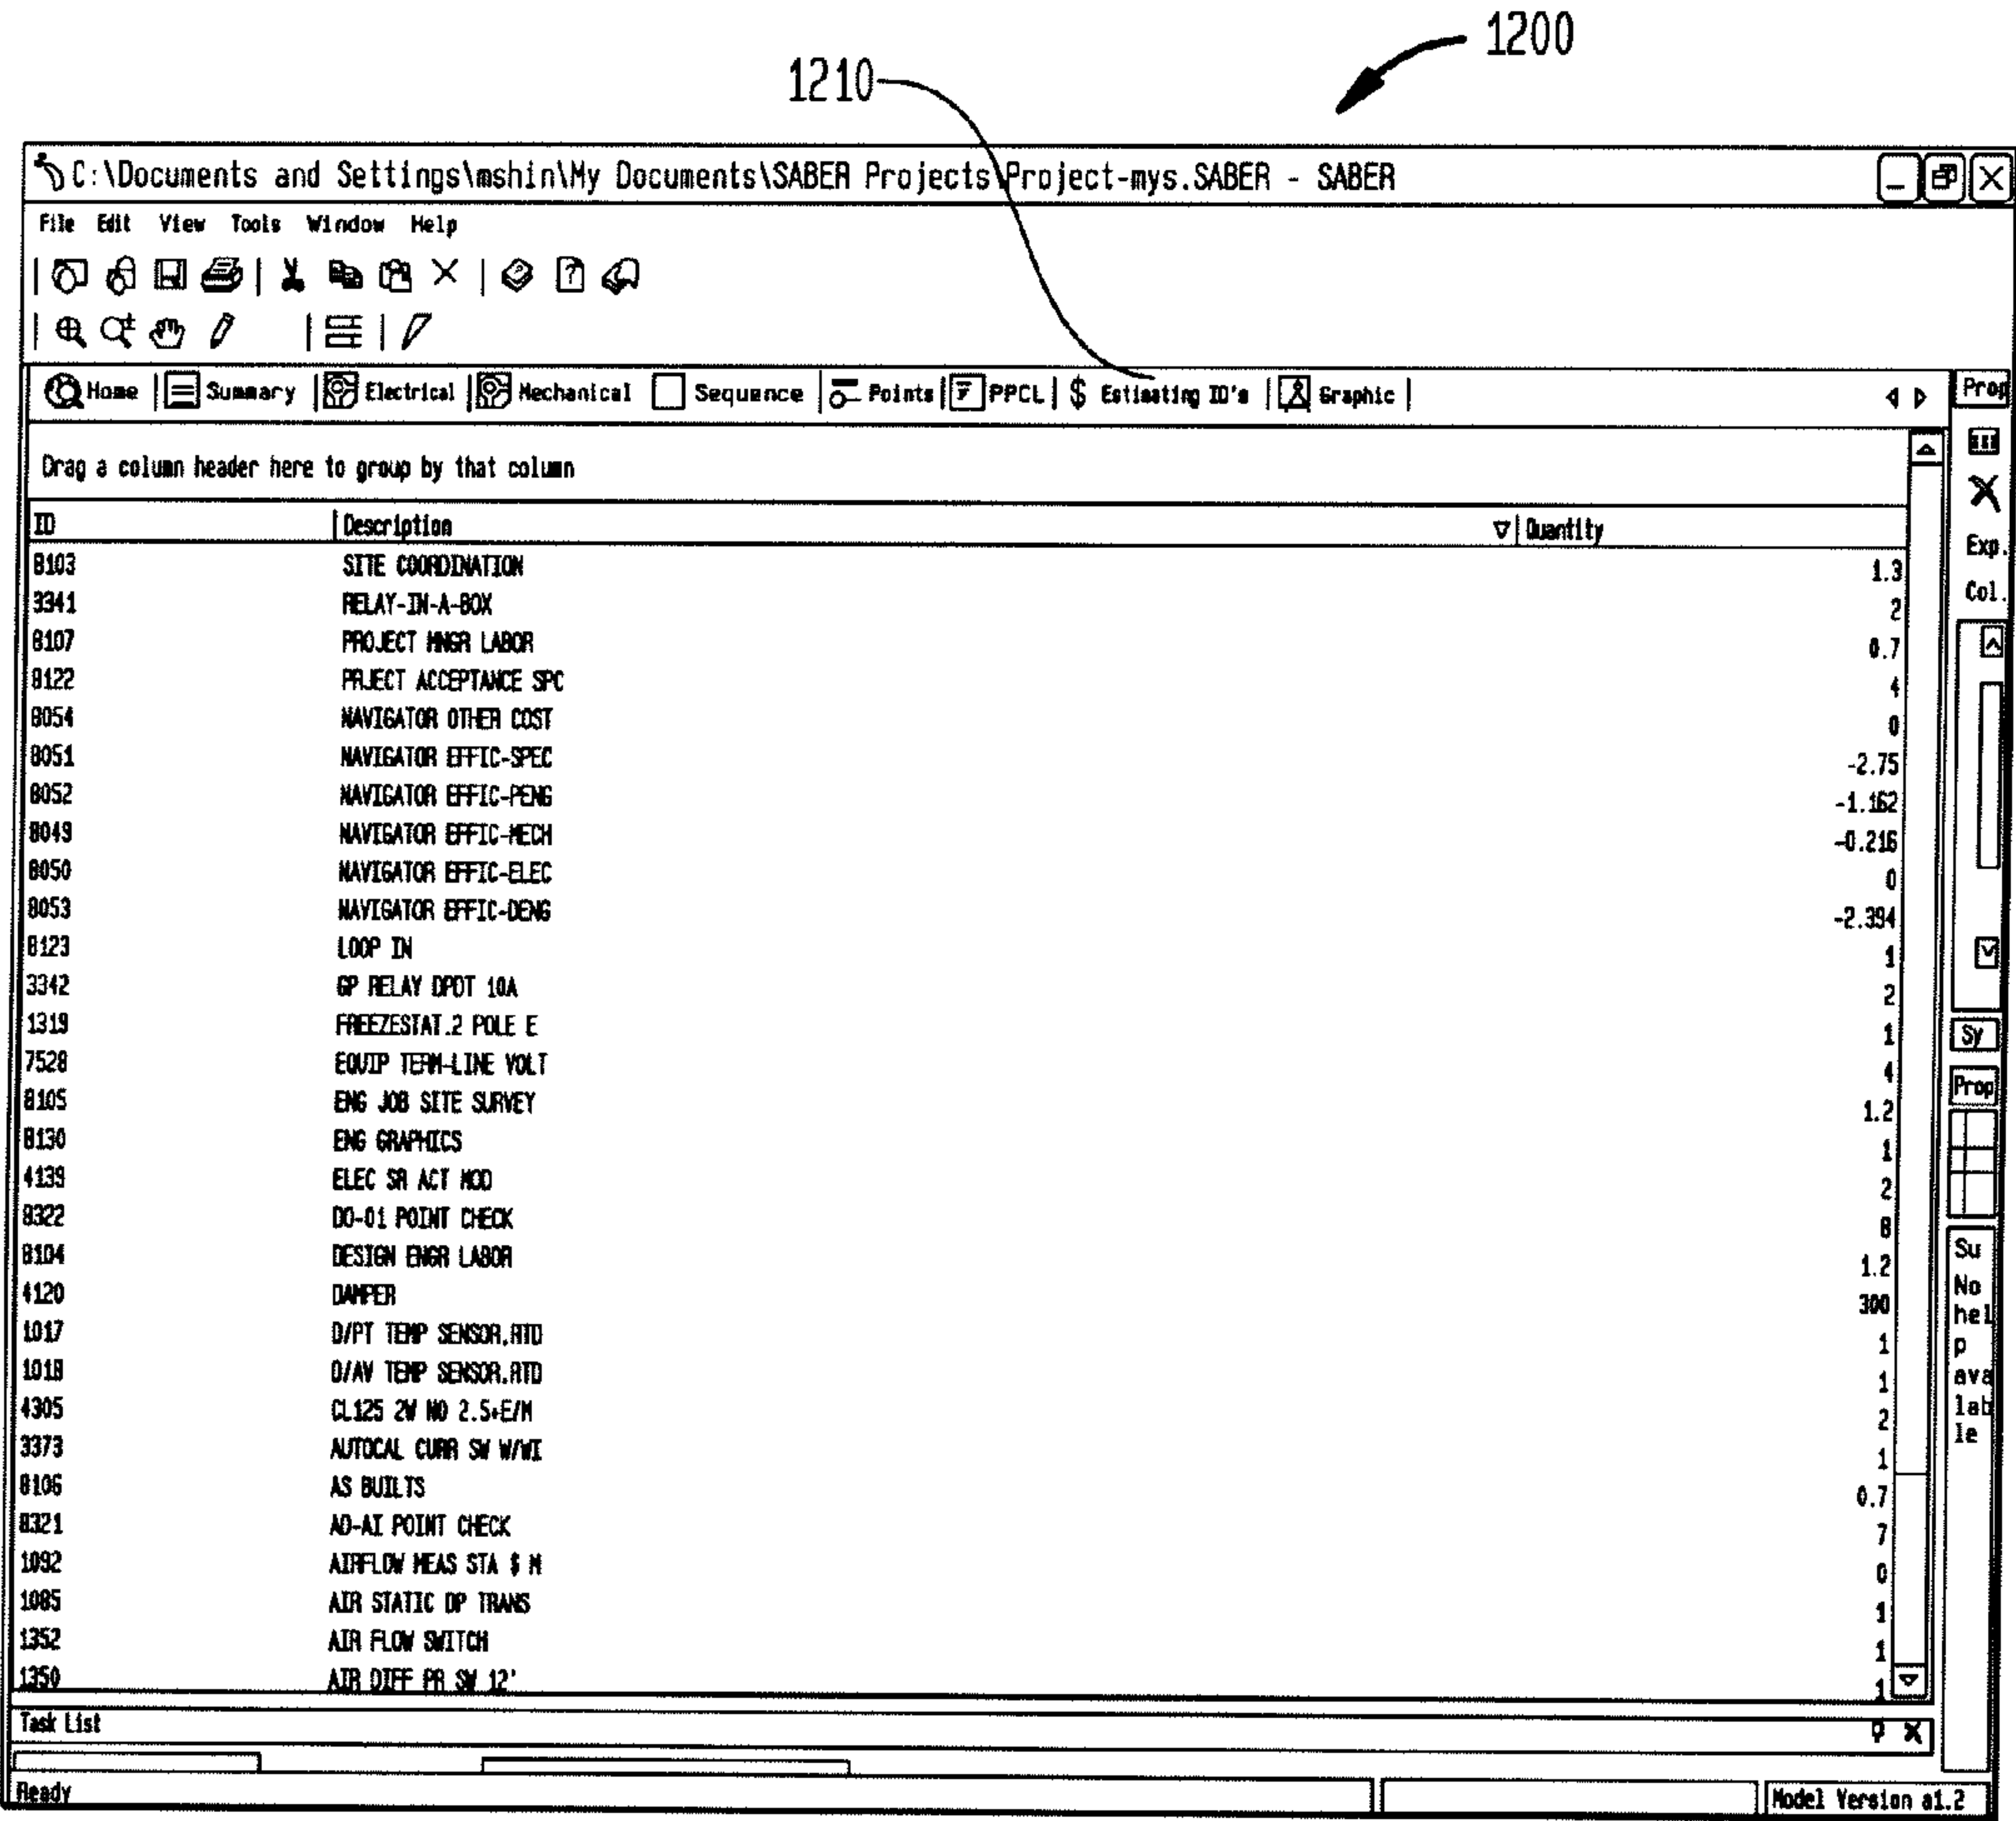 1200
1210
C:\Documents and Settings\mshin\My Documents\SABER Projects\Project-mys.SABER - SABER
File Edit View Tools Window Help
Home Summary Electrical Mechanical Sequence Points PPCL $ Estimating ID's Graphic Prop
Drag a column header here to group by that column
ID Description Quantity
Exp.
Col.
8103 SITE COORDINATION 1.3
3341 RELAY-IN-A-BOX 2
8107 PROJECT MNGR LABOR 0.7
8122 PRJECT ACCEPTANCE SPC 4
8054 NAVIGATOR OTHER COST 0
8051 NAVIGATOR EFFIC-SPEC -2.75
8052 NAVIGATOR EFFIC-PENG -1.162
8049 NAVIGATOR EFFIC-MECH -0.216
8050 NAVIGATOR EFFIC-ELEC 0
8053 NAVIGATOR EFFIC-DENG -2.394
8123 LOOP IN 1
3342 GP RELAY DPDT 10A 2
1319 FREEZESTAT.2 POLE E 1
7528 EQUIP TERM-LINE VOLT 4
8105 ENG JOB SITE SURVEY 1.2
8130 ENG GRAPHICS 1
4139 ELEC SR ACT MOD 2
8322 DO-01 POINT CHECK 8
8104 DESIGN ENGR LABOR 1.2
4120 DAMPER 300
1017 D/PT TEMP SENSOR.RTD 1
1018 D/AV TEMP SENSOR.RTD 1
4305 CL125 2W NO 2.5+E/M 2
3373 AUTOCAL CURR SW W/WI 1
8106 AS BUILTS 0.7
8321 AO-AI POINT CHECK 7
1092 AIRFLOW MEAS STA $ M 0
1085 AIR STATIC DP TRANS 1
1352 AIR FLOW SWITCH 1
1350 AIR DIFF PR SW 12' 1
Sy
Prop
Su
No
hel
p
ava
lab
le
Task List
Ready Model Version a1.2